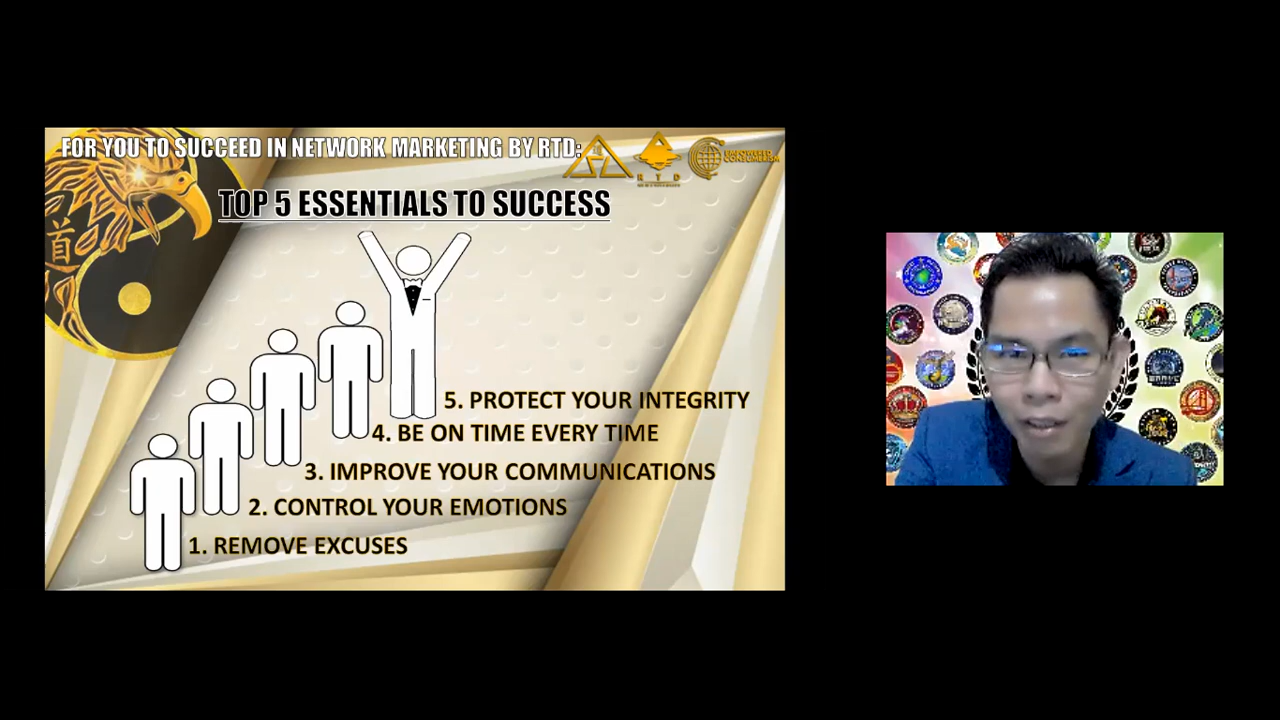 FOR YOU TO SUCCEED IN NETWORK MARKETING BY RTD:
TOP 5 ESSENTIALS TO SUCCESS
道
R T D
5. PROTECT YOUR INTEGRITY
4. BE ON TIME EVERY TIME
3. IMPROVE YOUR COMMUNICATIONS
2. CONTROL YOUR EMOTIONS
1. REMOVE EXCUSES